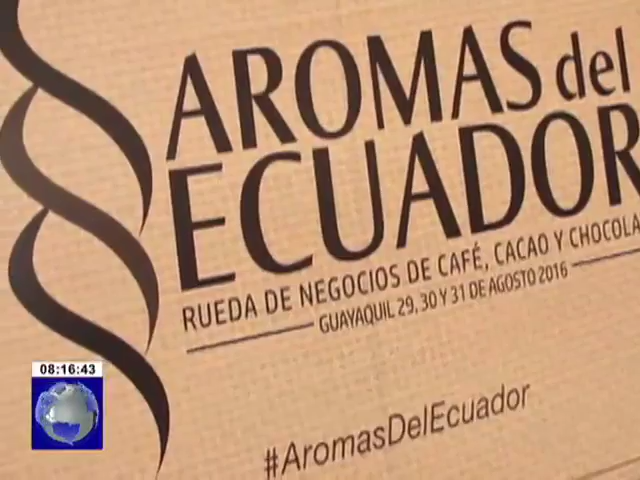 AROMAS del
ECUADOR
RUEDA DE NEGOCIOS DE CAFÉ, CACAO Y CHOCOLA
GUAYAQUIL 29, 30 Y 31 DE AGOSTO 2016
#AromasDelEcuador
08:16:43